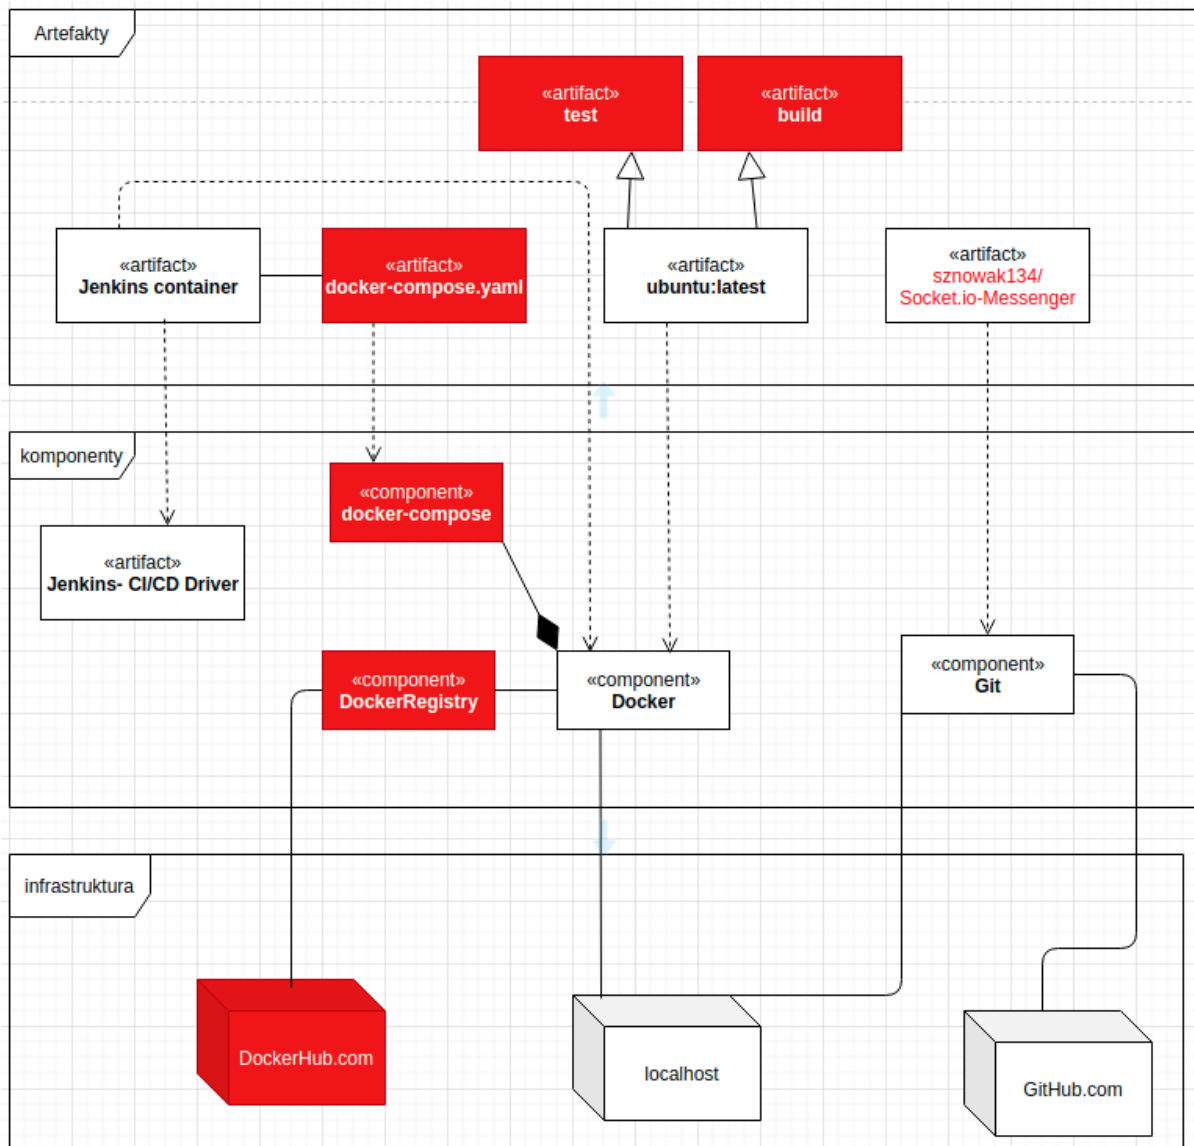 Artefakty
«artifact»
test
«artifact»
build
«artifact»
Jenkins container
«artifact»
docker-compose.yaml
«artifact»
ubuntu:latest
«artifact»
sznowak134/
Socket.io-Messenger
komponenty
«component»
docker-compose
«artifact»
Jenkins- CI/CD Driver
«component»
DockerRegistry
«component»
Docker
«component»
Git
infrastruktura
DockerHub.com
localhost
GitHub.com